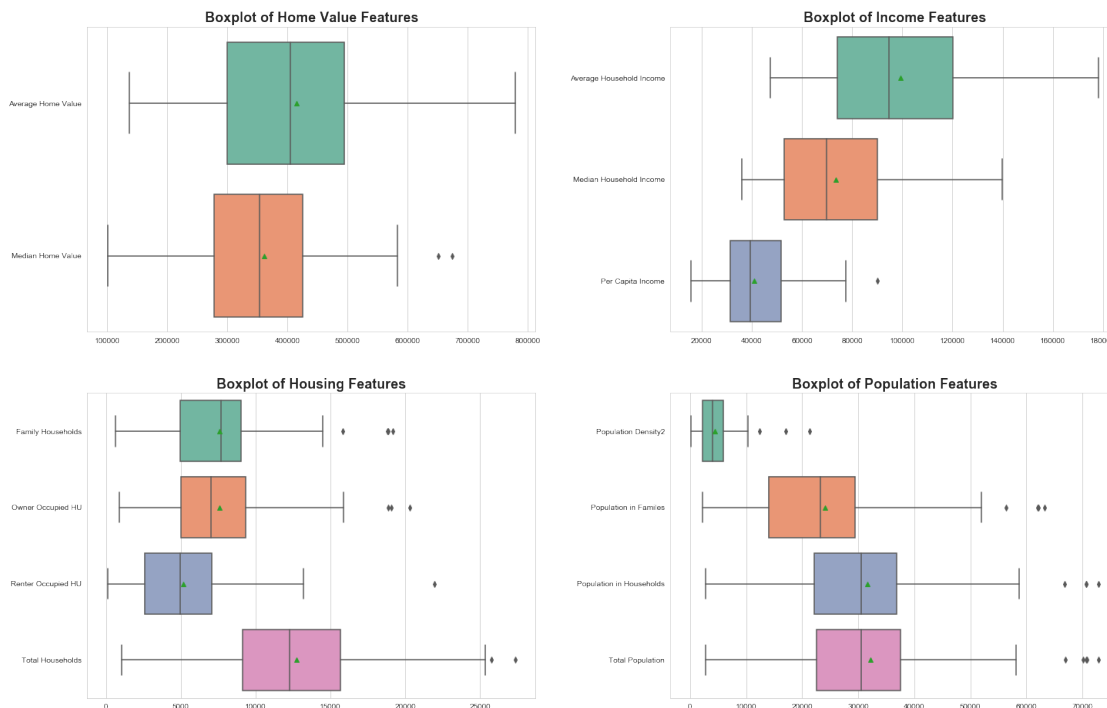 Boxplot of Home Value Features
Average Home Value
Median Home Value
100000 200000 300000 400000 500000 600000 700000 800000
Boxplot of Income Features
Average Household Income
Median Household Income
Per Capita Income
20000 40000 60000 80000 100000 120000 140000 160000
Boxplot of Housing Features
Family Households
Owner Occupied HU
Renter Occupied HU
Total Households
0 5000 10000 15000 20000 25000
Boxplot of Population Features
Population Density2
Population in Familes
Population in Households
Total Population
0 10000 20000 30000 40000 50000 60000 70000